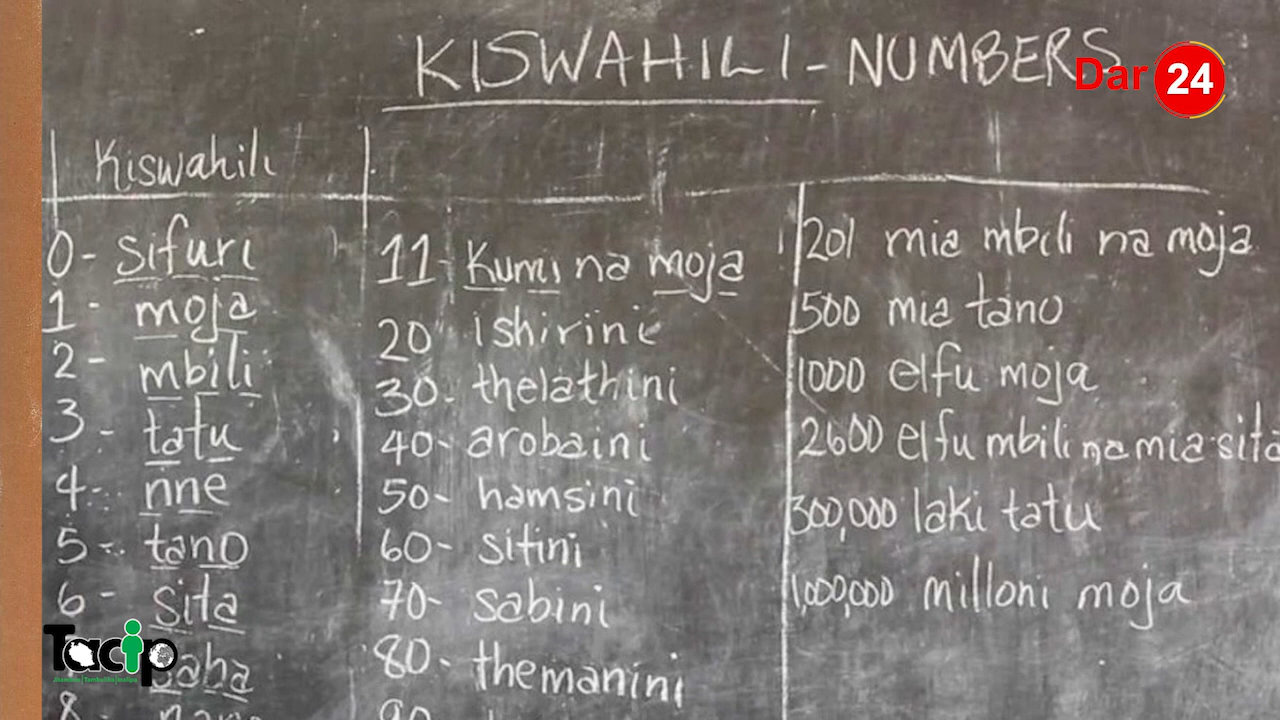 KISWAHILI - NUMBERS
Dar 24
Kiswahili
0- sifuri
1- moja
2- mbili
3- tatu
4- nne
5- tano
6- sita
saba
8-
11- Kumi na moja
20 ishirini
30- thelathini
40- arobaini
50- hamsini
60- sitini
70- sabini
80- themanini
90
201 mia mbili na moja
500 mia tano
1000 elfu moja
2600 elfu mbili na mia sita
300,000 laki tatu
1,000,000 milloni moja
Tacip